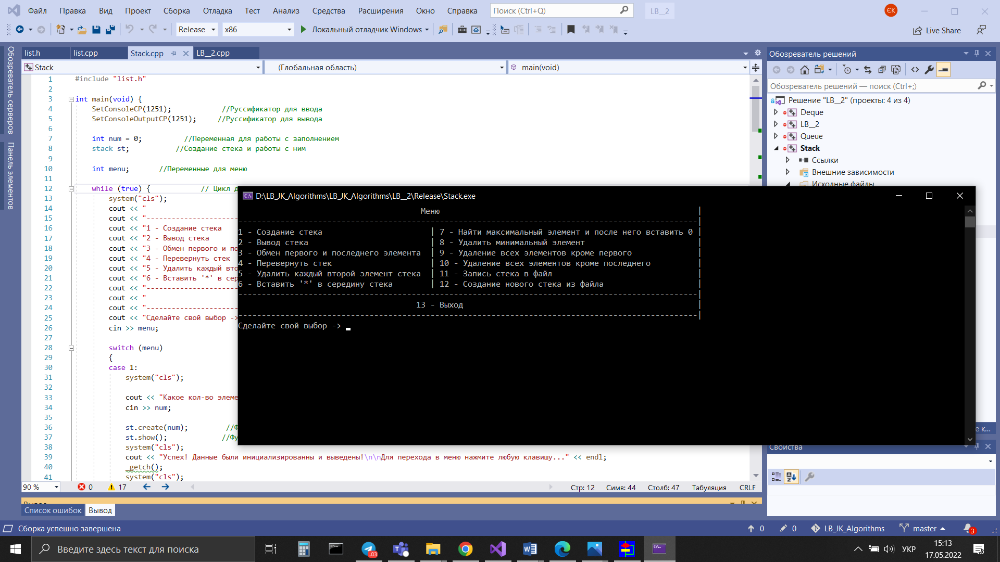 Файл Правка Вид Проект Сборка Отладка Тест Анализ Средства Расширения Окно Справка Поиск (Ctrl+Q) LB__2 ЄК
Release x86 Локальный отладчик Windows Live Share
Обозреватель серверов
Панель элементов
list.h list.cpp Stack.cpp LB__2.cpp
Stack (Глобальная область) main(void)
1 #include "list.h"
2
3 int main(void) {
4 SetConsoleCP(1251); //Руссификатор для ввода
5 SetConsoleOutputCP(1251); //Руссификатор для вывода
6
7 int num = 0; //Переменная для работы с заполнением
8 stack st; //Создание стека и работы с ним
9
10 int menu; //Переменные для меню
11
12 while (true) { // Цикл д
13 system("cls");
14 cout << "
15 cout << "----------------------
16 cout << "1 - Создание стека
17 cout << "2 - Вывод стека
18 cout << "3 - Обмен первого и по
19 cout << "4 - Перевернуть стек
20 cout << "5 - Удалить каждый вто
21 cout << "6 - Вставить '*' в сер
22 cout << "----------------------
23 cout << "
24 cout << "----------------------
25 cout << "Сделайте свой выбор ->
26 cin >> menu;
27
28 switch (menu)
29 {
30 case 1:
31 system("cls");
32
33 cout << "Какое кол-во элеме
34 cin >> num;
35
36 st.create(num); //Ф
37 st.show(); //Фу
38 system("cls");
39 cout << "Успех! Данные были инициализированны и выведены!\n\nДля перехода в меню нажмите любую клавишу..." << endl;
40 _getch();
41 system("cls");
90 % 0 17 Стр: 12 Симв: 44 Столб: 47 Табуляция CRLF
D:\LB_JK_Algorithms\LB_JK_Algorithms\LB__2\Release\Stack.exe
Меню |
--------------------------------------------------------------------------------------------------|
1 - Создание стека | 7 - Найти максимальный элемент и после него вставить 0 |
2 - Вывод стека | 8 - Удалить минимальный элемент |
3 - Обмен первого и последнего элемента | 9 - Удаление всех элементов кроме первого |
4 - Перевернуть стек | 10 - Удаление всех элементов кроме последнего |
5 - Удалить каждый второй элемент стека | 11 - Запись стека в файл |
6 - Вставить '*' в середину стека | 12 - Создание нового стека из файла |
--------------------------------------------------------------------------------------------------|
13 - Выход |
--------------------------------------------------------------------------------------------------|
Сделайте свой выбор -> _
Обозреватель решений
Обозреватель решений — поиск (Ctrl+;)
Решение "LB__2" (проекты: 4 из 4)
Deque
LB__2
Queue
Stack
Ссылки
Внешние зависимости
Исходные файлы
е к...
Свойства
Вывод
Список ошибок Вывод
Сборка успешно завершена 0 0 LB_JK_Algorithms master 3
Введите здесь текст для поиска ..03 УКР 15:13
17.05.2022